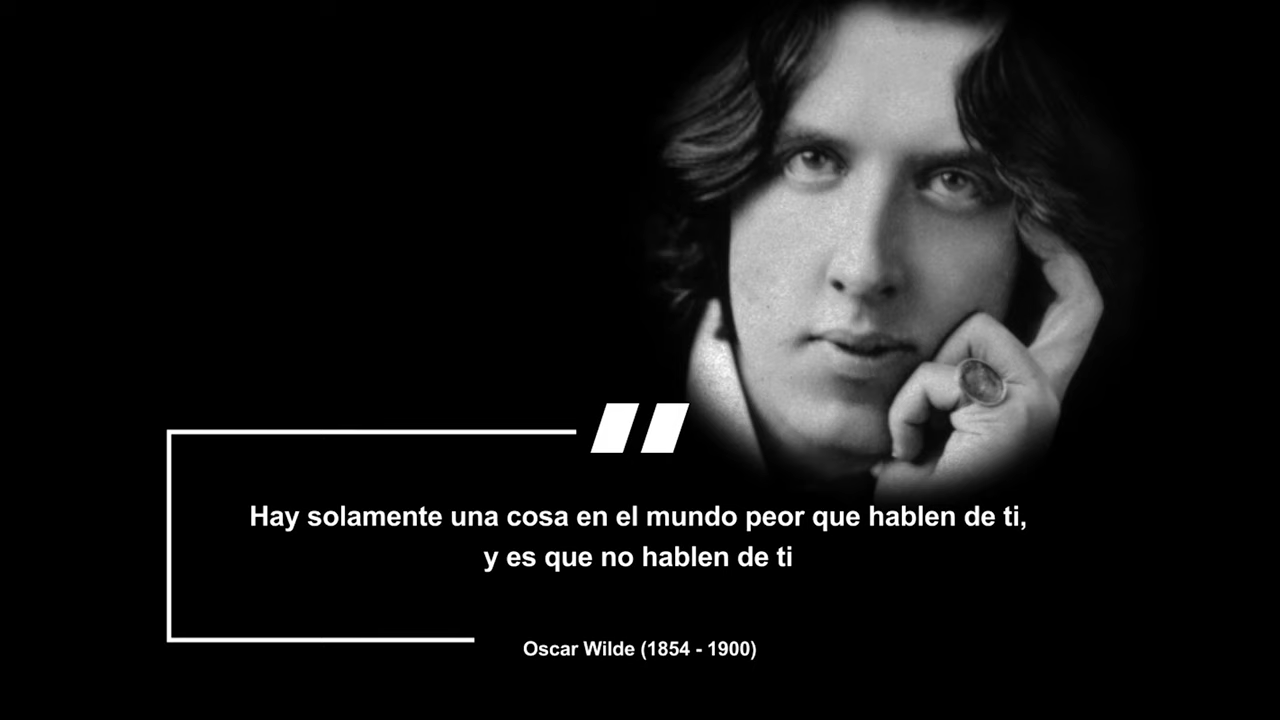 Hay solamente una cosa en el mundo peor que hablen de ti,
y es que no hablen de ti
Oscar Wilde (1854 - 1900)